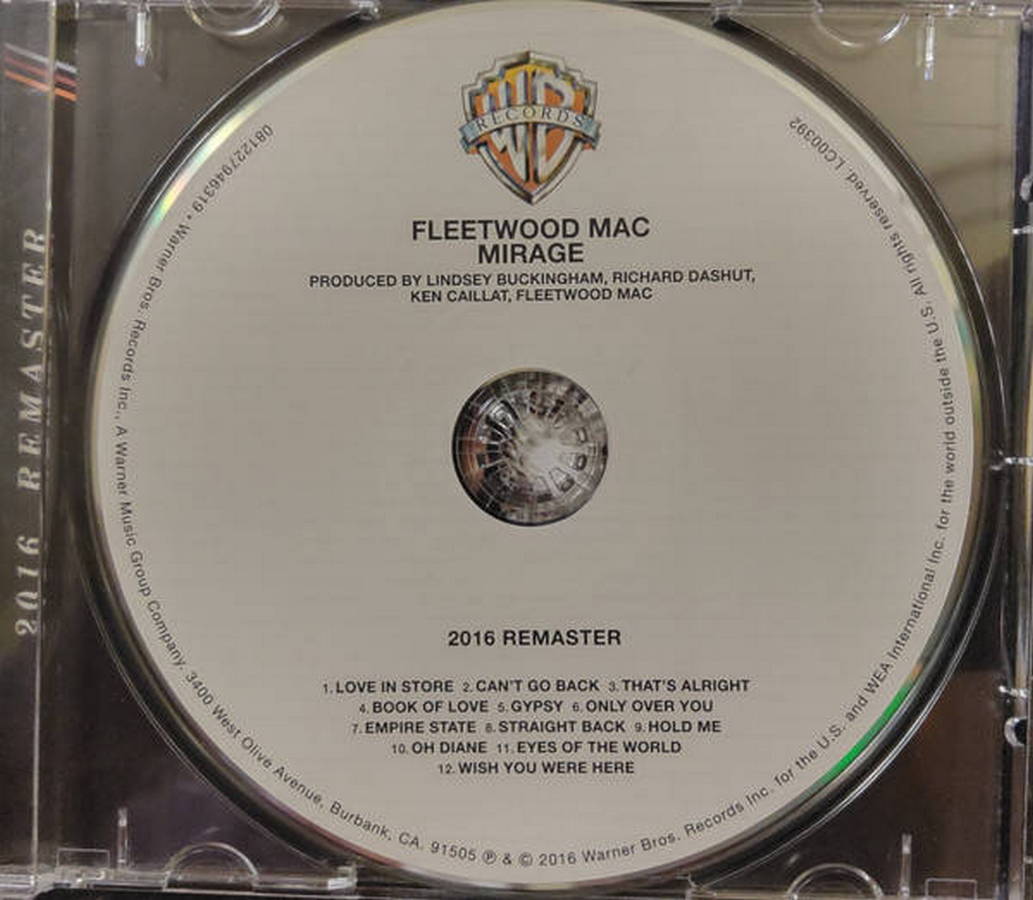 2016 REMASTER
WB
RECORDS
FLEETWOOD MAC
MIRAGE
PRODUCED BY LINDSEY BUCKINGHAM, RICHARD DASHUT,
KEN CAILLAT, FLEETWOOD MAC
2016 REMASTER
1. LOVE IN STORE 2. CAN'T GO BACK 3. THAT'S ALRIGHT
4. BOOK OF LOVE 5. GYPSY 6. ONLY OVER YOU
7. EMPIRE STATE 8. STRAIGHT BACK 9. HOLD ME
10. OH DIANE 11. EYES OF THE WORLD
12. WISH YOU WERE HERE
081227946319 • Warner Bros. Records Inc., A Warner Music Group Company. 3400 West Olive Avenue, Burbank, CA. 91505 ℗ & © 2016 Warner Bros. Records Inc. for the U.S. and WEA International Inc. for the world outside the U.S. All rights reserved. LC00392